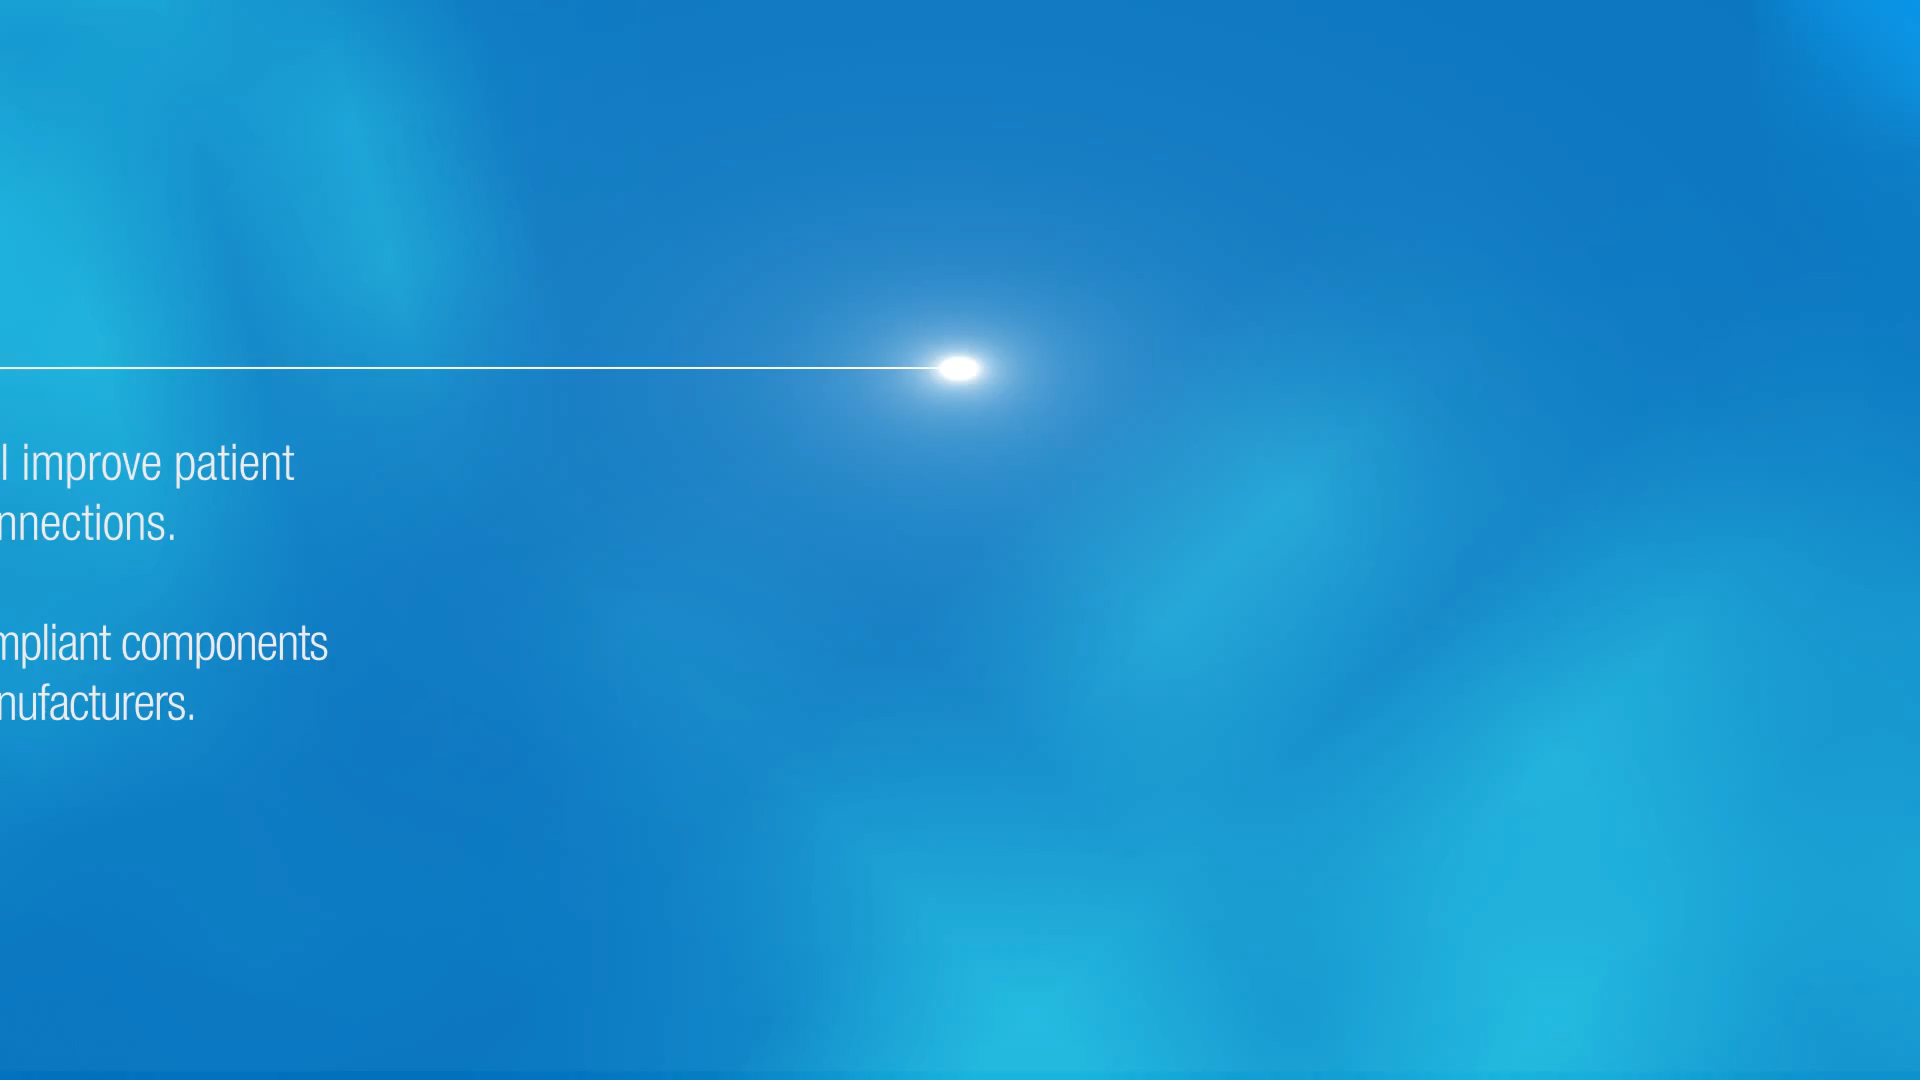 l improve patient
nnections.
mpliant components
nufacturers.